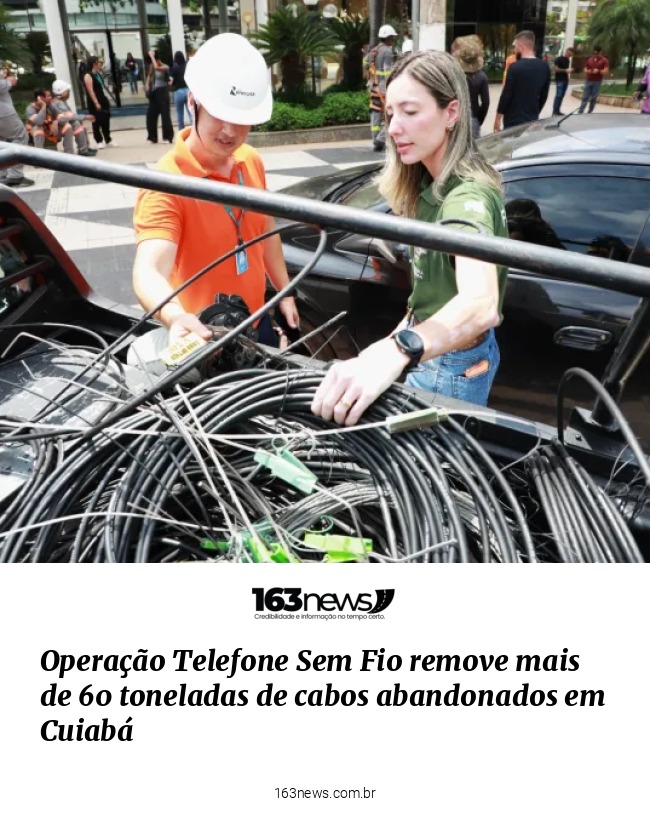 163news
Credibilidade e informação no tempo certo.
Operação Telefone Sem Fio remove mais
de 60 toneladas de cabos abandonados em
Cuiabá
163news.com.br